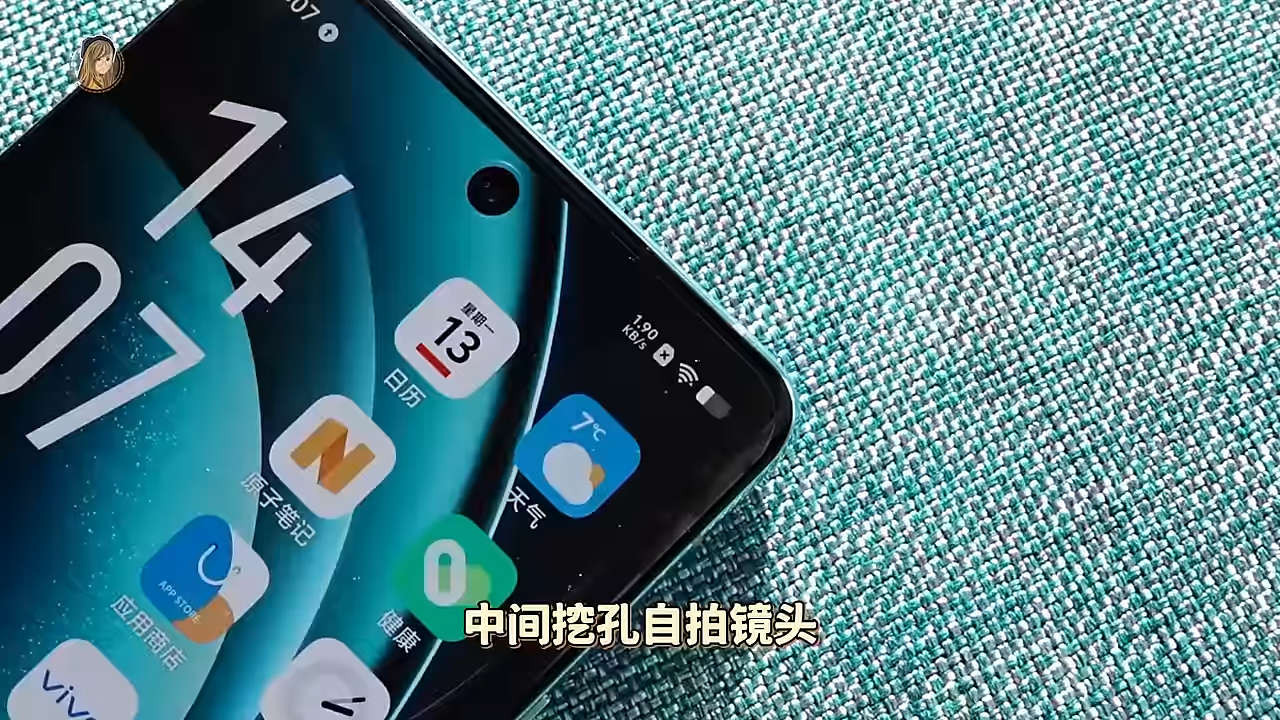 :07
14
07
1.90
KB/s
星期一
13
日历
7°C
天气
原子笔记
健康
APP STORE
应用商店
vivo
中间挖孔自拍镜头